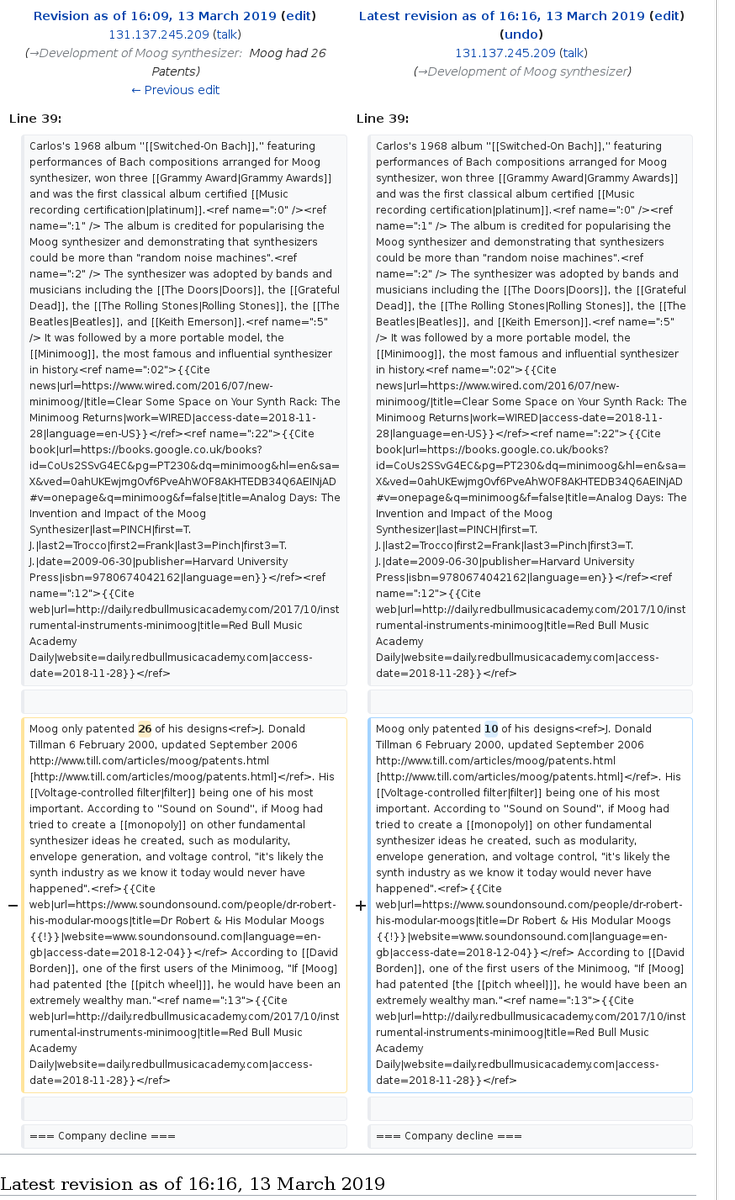 Revision as of 16:09, 13 March 2019 (edit)
131.137.245.209 (talk)
(→Development of Moog synthesizer: Moog had 26
Patents)
← Previous edit
Latest revision as of 16:16, 13 March 2019 (edit)
(undo)
131.137.245.209 (talk)
(→Development of Moog synthesizer)
Line 39:
Line 39:
Carlos's 1968 album "[[Switched-On Bach]]," featuring
performances of Bach compositions arranged for Moog
synthesizer, won three [[Grammy Award|Grammy Awards]]
and was the first classical album certified [[Music
recording certification|platinum]].<ref name=":0" /><ref
name=":1" /> The album is credited for popularising the
Moog synthesizer and demonstrating that synthesizers
could be more than "random noise machines".<ref
name=":2" /> The synthesizer was adopted by bands and
musicians including the [[The Doors|Doors]], the [[Grateful
Dead]], the [[The Rolling Stones|Rolling Stones]], the [[The
Beatles|Beatles]], and [[Keith Emerson]].<ref name=":5"
/> It was followed by a more portable model, the
[[Minimoog]], the most famous and influential synthesizer
in history.<ref name=":02">{{Cite
news|url=https://www.wired.com/2016/07/new-
minimoog/|title=Clear Some Space on Your Synth Rack: The
Minimoog Returns|work=WIRED|access-date=2018-11-
28|language=en-US}}</ref><ref name=":22">{{Cite
book|url=https://books.google.co.uk/books?
id=CoUs2SSvG4EC&pg=PT230&dq=minimoog&hl=en&sa=
X&ved=0ahUKEwjmgOvf6PveAhWOF8AKHTEDB34Q6AEINjAD
#v=onepage&q=minimoog&f=false|title=Analog Days: The
Invention and Impact of the Moog
Synthesizer|last=PINCH|first=T.
J.|last2=Trocco|first2=Frank|last3=Pinch|first3=T.
J.|date=2009-06-30|publisher=Harvard University
Press|isbn=9780674042162|language=en}}</ref><ref
name=":12">{{Cite
web|url=http://daily.redbullmusicacademy.com/2017/10/inst
rumental-instruments-minimoog|title=Red Bull Music
Academy
Daily|website=daily.redbullmusicacademy.com|access-
date=2018-11-28}}</ref>
Carlos's 1968 album "[[Switched-On Bach]]," featuring
performances of Bach compositions arranged for Moog
synthesizer, won three [[Grammy Award|Grammy Awards]]
and was the first classical album certified [[Music
recording certification|platinum]].<ref name=":0" /><ref
name=":1" /> The album is credited for popularising the
Moog synthesizer and demonstrating that synthesizers
could be more than "random noise machines".<ref
name=":2" /> The synthesizer was adopted by bands and
musicians including the [[The Doors|Doors]], the [[Grateful
Dead]], the [[The Rolling Stones|Rolling Stones]], the [[The
Beatles|Beatles]], and [[Keith Emerson]].<ref name=":5"
/> It was followed by a more portable model, the
[[Minimoog]], the most famous and influential synthesizer
in history.<ref name=":02">{{Cite
news|url=https://www.wired.com/2016/07/new-
minimoog/|title=Clear Some Space on Your Synth Rack: The
Minimoog Returns|work=WIRED|access-date=2018-11-
28|language=en-US}}</ref><ref name=":22">{{Cite
book|url=https://books.google.co.uk/books?
id=CoUs2SSvG4EC&pg=PT230&dq=minimoog&hl=en&sa=
X&ved=0ahUKEwjmgOvf6PveAhWOF8AKHTEDB34Q6AEINjAD
#v=onepage&q=minimoog&f=false|title=Analog Days: The
Invention and Impact of the Moog
Synthesizer|last=PINCH|first=T.
J.|last2=Trocco|first2=Frank|last3=Pinch|first3=T.
J.|date=2009-06-30|publisher=Harvard University
Press|isbn=9780674042162|language=en}}</ref><ref
name=":12">{{Cite
web|url=http://daily.redbullmusicacademy.com/2017/10/inst
rumental-instruments-minimoog|title=Red Bull Music
Academy
Daily|website=daily.redbullmusicacademy.com|access-
date=2018-11-28}}</ref>
−
Moog only patented 26 of his designs<ref>J. Donald
Tillman 6 February 2000, updated September 2006
http://www.till.com/articles/moog/patents.html
[http://www.till.com/articles/moog/patents.html]</ref>. His
[[Voltage-controlled filter|filter]] being one of his most
important. According to "Sound on Sound", if Moog had
tried to create a [[monopoly]] on other fundamental
synthesizer ideas he created, such as modularity,
envelope generation, and voltage control, "it's likely the
synth industry as we know it today would never have
happened".<ref>{{Cite
web|url=https://www.soundonsound.com/people/dr-robert-
his-modular-moogs|title=Dr Robert & His Modular Moogs
{{!}}|website=www.soundonsound.com|language=en-
gb|access-date=2018-12-04}}</ref> According to [[David
Borden]], one of the first users of the Minimoog, "If [Moog]
had patented [the [[pitch wheel]]], he would have been an
extremely wealthy man."<ref name=":13">{{Cite
web|url=http://daily.redbullmusicacademy.com/2017/10/inst
rumental-instruments-minimoog|title=Red Bull Music
Academy
Daily|website=daily.redbullmusicacademy.com|access-
date=2018-11-28}}</ref>
+
Moog only patented 10 of his designs<ref>J. Donald
Tillman 6 February 2000, updated September 2006
http://www.till.com/articles/moog/patents.html
[http://www.till.com/articles/moog/patents.html]</ref>. His
[[Voltage-controlled filter|filter]] being one of his most
important. According to "Sound on Sound", if Moog had
tried to create a [[monopoly]] on other fundamental
synthesizer ideas he created, such as modularity,
envelope generation, and voltage control, "it's likely the
synth industry as we know it today would never have
happened".<ref>{{Cite
web|url=https://www.soundonsound.com/people/dr-robert-
his-modular-moogs|title=Dr Robert & His Modular Moogs
{{!}}|website=www.soundonsound.com|language=en-
gb|access-date=2018-12-04}}</ref> According to [[David
Borden]], one of the first users of the Minimoog, "If [Moog]
had patented [the [[pitch wheel]]], he would have been an
extremely wealthy man."<ref name=":13">{{Cite
web|url=http://daily.redbullmusicacademy.com/2017/10/inst
rumental-instruments-minimoog|title=Red Bull Music
Academy
Daily|website=daily.redbullmusicacademy.com|access-
date=2018-11-28}}</ref>
=== Company decline ===
=== Company decline ===
Latest revision as of 16:16, 13 March 2019